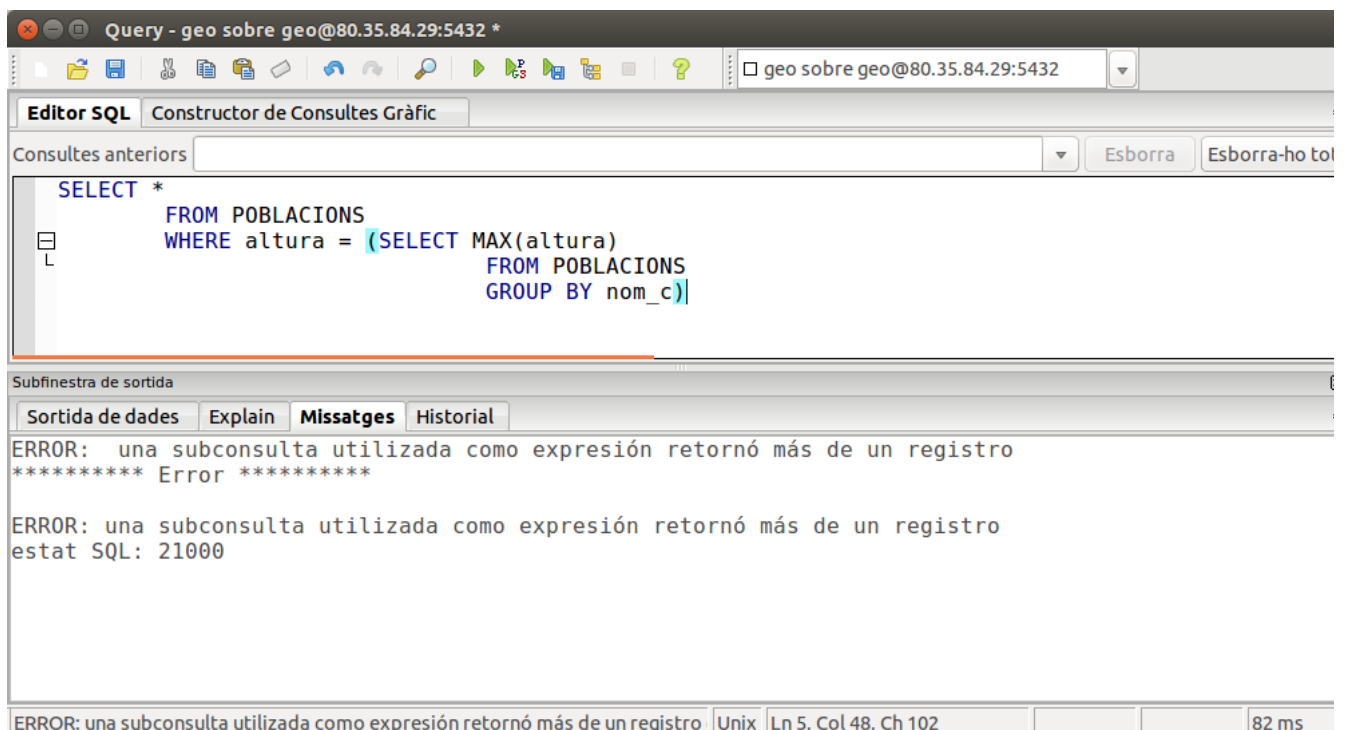 Query - geo sobre geo@80.35.84.29:5432 *
geo sobre geo@80.35.84.29:5432
Editor SQL Constructor de Consultes Gràfic
Consultes anteriors Esborra Esborra-ho tot
SELECT *
FROM POBLACIONS
WHERE altura = (SELECT MAX(altura)
FROM POBLACIONS
GROUP BY nom_c)
Subfinestra de sortida
Sortida de dades Explain Missatges Historial
ERROR:  una subconsulta utilizada como expresión retornó más de un registro
********** Error **********
ERROR: una subconsulta utilizada como expresión retornó más de un registro
estat SQL: 21000
ERROR: una subconsulta utilizada como expresión retornó más de un registro Unix Ln 5, Col 48, Ch 102 82 ms